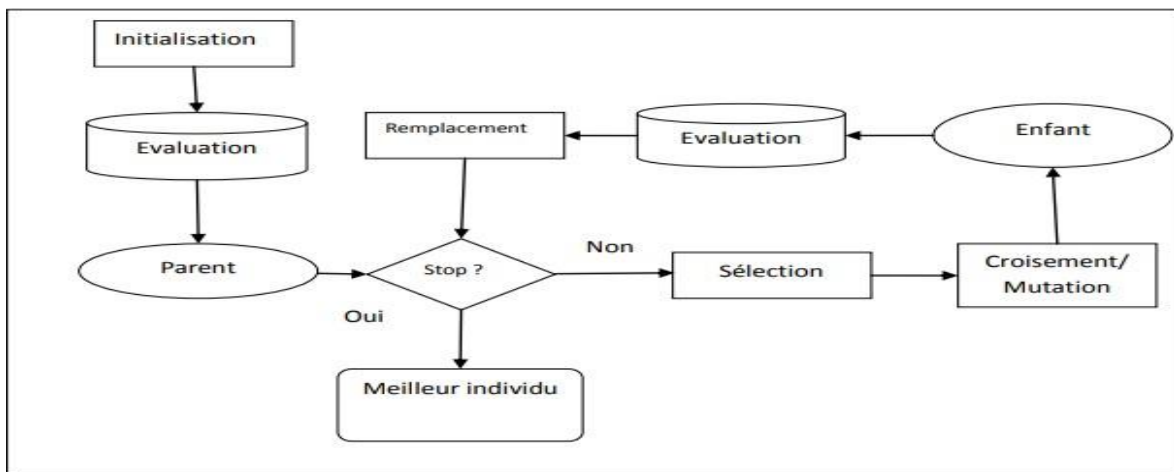 Initialisation
Evaluation
Parent
Stop ?
Oui
Non
Meilleur individu
Sélection
Croisement/
Mutation
Enfant
Evaluation
Remplacement